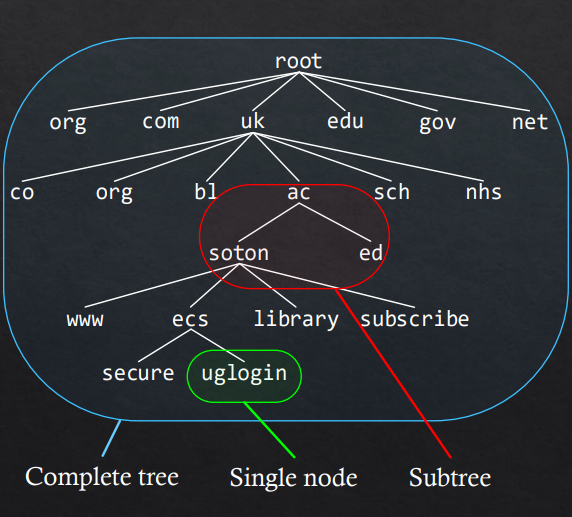 root
org com uk edu gov net
co org bl ac sch nhs
soton ed
www ecs library subscribe
secure uglogin
Complete tree Single node Subtree